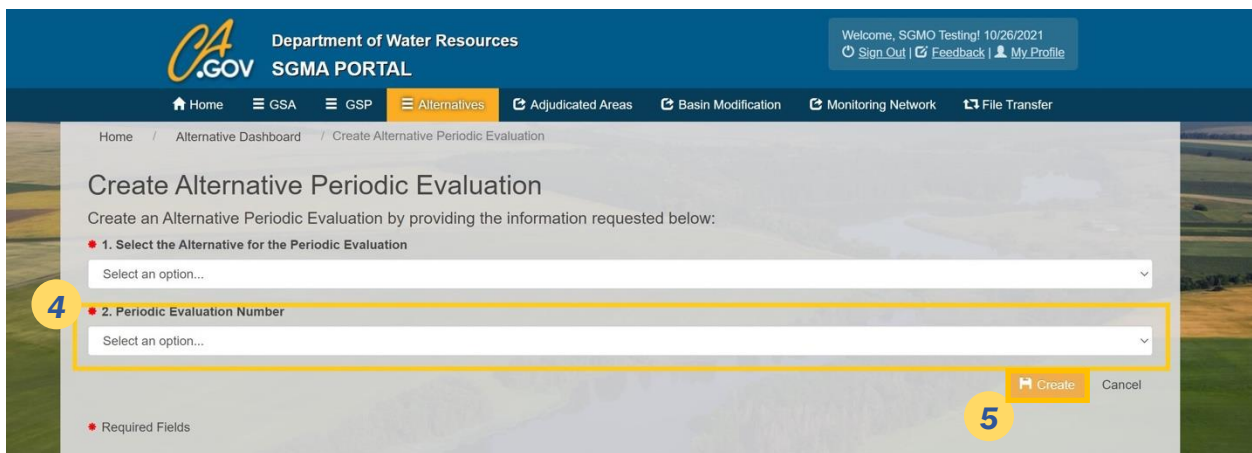 CA
.GOV
Department of Water Resources
SGMA PORTAL
Welcome, SGMO Testing! 10/26/2021
Sign Out | Feedback | My Profile
Home GSA GSP Alternatives Adjudicated Areas Basin Modification Monitoring Network File Transfer
Home / Alternative Dashboard / Create Alternative Periodic Evaluation
Create Alternative Periodic Evaluation
Create an Alternative Periodic Evaluation by providing the information requested below:
1. Select the Alternative for the Periodic Evaluation
Select an option...
4
2. Periodic Evaluation Number
Select an option...
Create Cancel
5
Required Fields